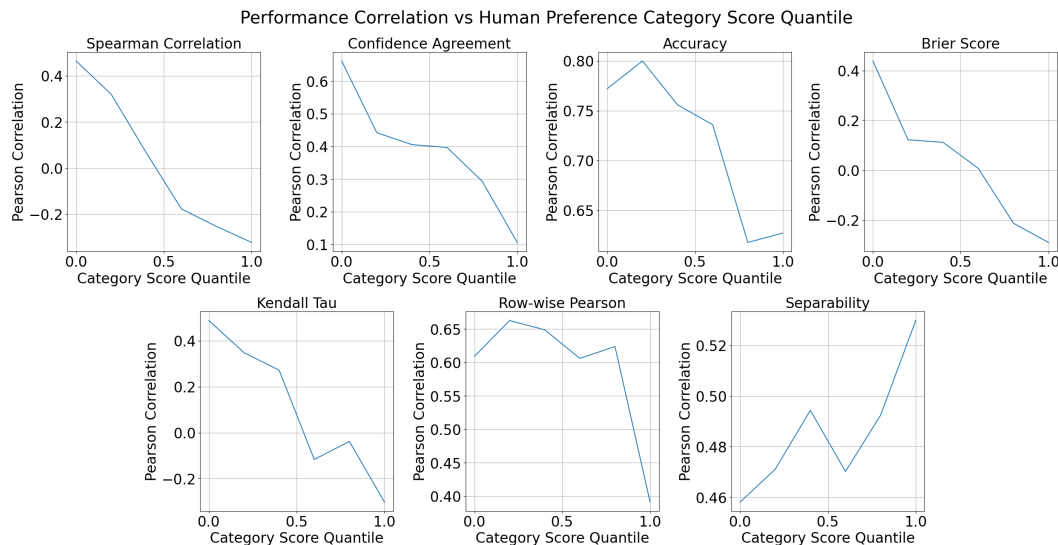 Performance Correlation vs Human Preference Category Score Quantile
Spearman Correlation
Pearson Correlation
0.4
0.2
0.0
−0.2
0.0 0.5 1.0
Category Score Quantile
Confidence Agreement
Pearson Correlation
0.6
0.5
0.4
0.3
0.2
0.1
0.0 0.5 1.0
Category Score Quantile
Accuracy
Pearson Correlation
0.80
0.75
0.70
0.65
0.0 0.5 1.0
Category Score Quantile
Brier Score
Pearson Correlation
0.4
0.2
0.0
−0.2
0.0 0.5 1.0
Category Score Quantile
Kendall Tau
Pearson Correlation
0.4
0.2
0.0
−0.2
0.0 0.5 1.0
Category Score Quantile
Row-wise Pearson
Pearson Correlation
0.65
0.60
0.55
0.50
0.45
0.40
0.0 0.5 1.0
Category Score Quantile
Separability
Pearson Correlation
0.52
0.50
0.48
0.46
0.0 0.5 1.0
Category Score Quantile